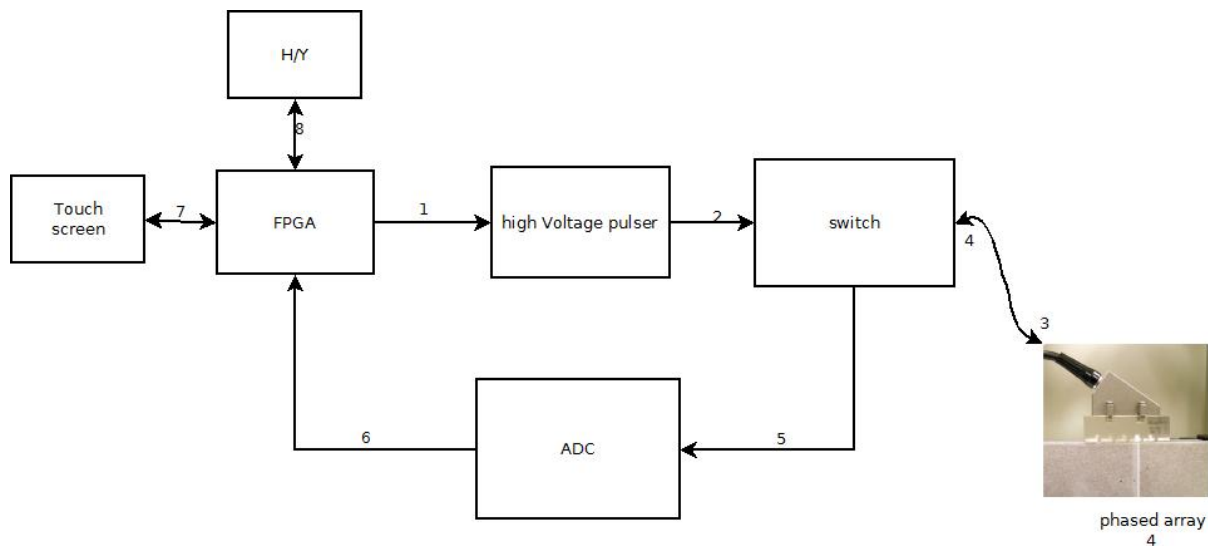 H/Y
8
Touch
screen
7
FPGA
1
high Voltage pulser
2
switch
4
3
6
ADC
5
phased array
4